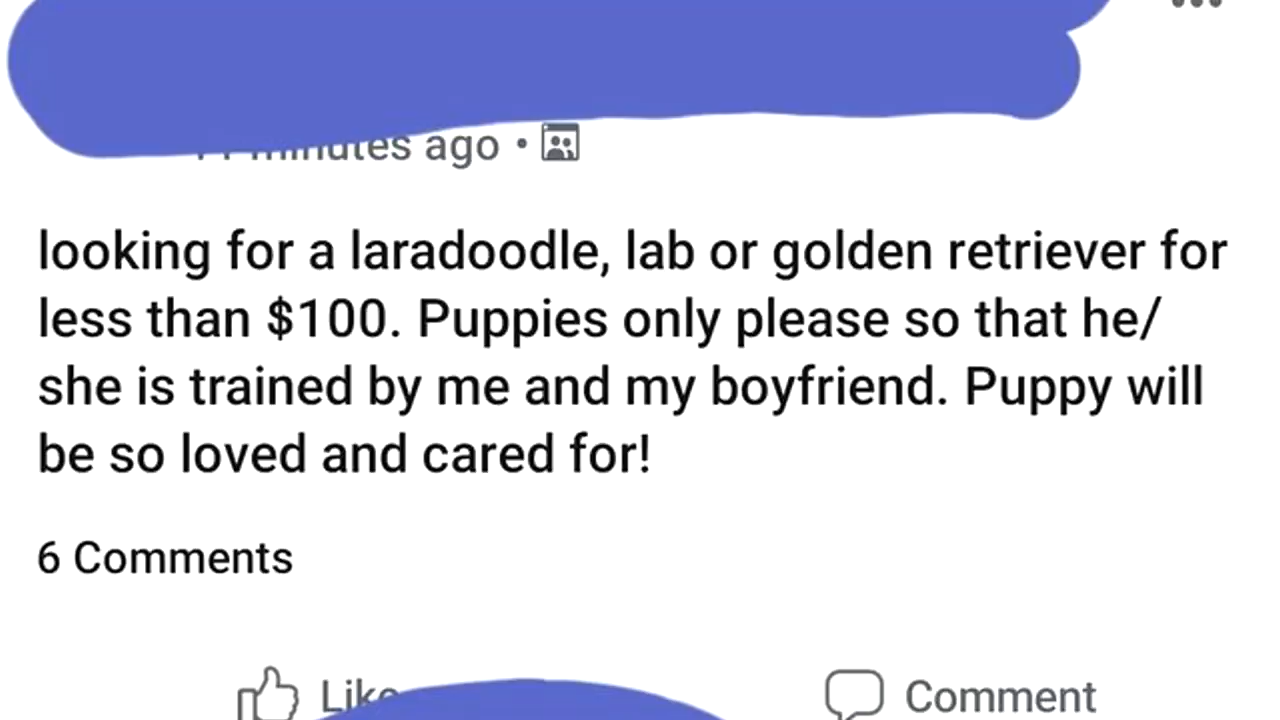 minutes ago •
looking for a laradoodle, lab or golden retriever for
less than $100. Puppies only please so that he/
she is trained by me and my boyfriend. Puppy will
be so loved and cared for!
6 Comments
Like Comment